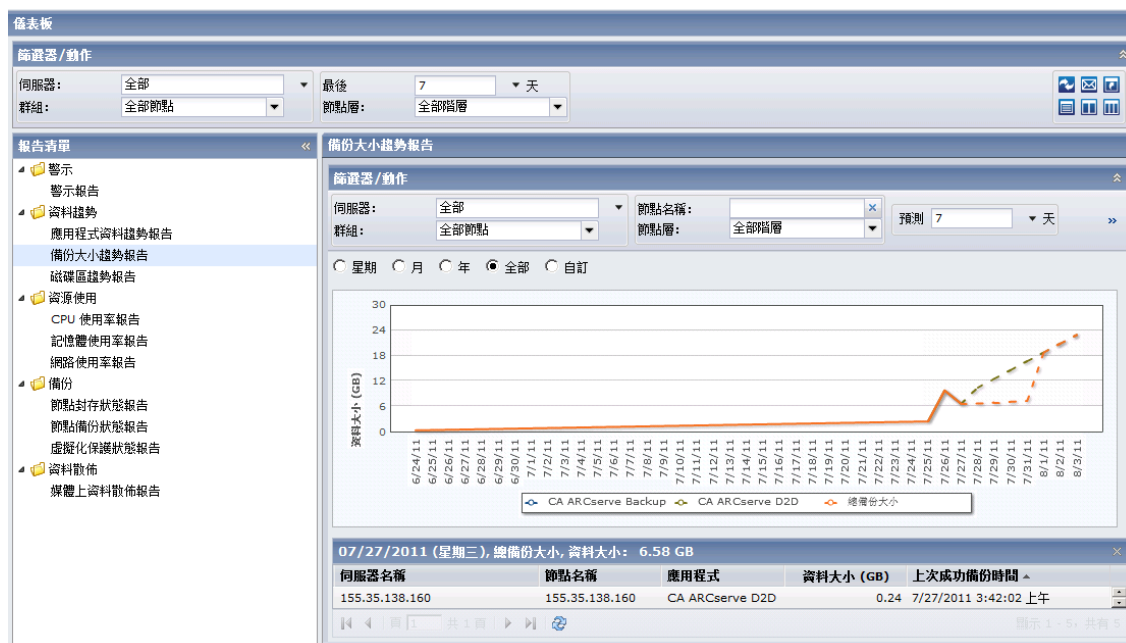 儀表板
篩選器/動作
伺服器： 全部 最後 7 天
群組： 全部節點 節點層： 全部階層
報告清單
警示
警示報告
資料趨勢
應用程式資料趨勢報告
備份大小趨勢報告
磁碟區趨勢報告
資源使用
CPU 使用率報告
記憶體使用率報告
網路使用率報告
備份
節點封存狀態報告
節點備份狀態報告
虛擬化保護狀態報告
資料散佈
媒體上資料散佈報告
備份大小趨勢報告
篩選器/動作
伺服器： 全部 節點名稱： 預測 7 天
群組： 全部節點 節點層： 全部階層
星期 月 年 全部 自訂
資料大小 (GB)
30
24
18
12
6
0
6/24/11
6/25/11
6/26/11
6/27/11
6/28/11
6/29/11
6/30/11
7/1/11
7/2/11
7/3/11
7/4/11
7/5/11
7/6/11
7/7/11
7/8/11
7/9/11
7/10/11
7/11/11
7/12/11
7/13/11
7/14/11
7/15/11
7/16/11
7/17/11
7/18/11
7/19/11
7/20/11
7/21/11
7/22/11
7/23/11
7/24/11
7/25/11
7/26/11
7/27/11
7/28/11
7/29/11
7/30/11
7/31/11
8/1/11
8/2/11
8/3/11
CA ARCserve Backup CA ARCserve D2D 總備份大小
07/27/2011 (星期三), 總備份大小, 資料大小： 6.58 GB
伺服器名稱 節點名稱 應用程式 資料大小 (GB) 上次成功備份時間
155.35.138.160 155.35.138.160 CA ARCserve D2D 0.24 7/27/2011 3:42:02 上午
頁 1 共 1 頁 顯示 1 - 5，共有 5